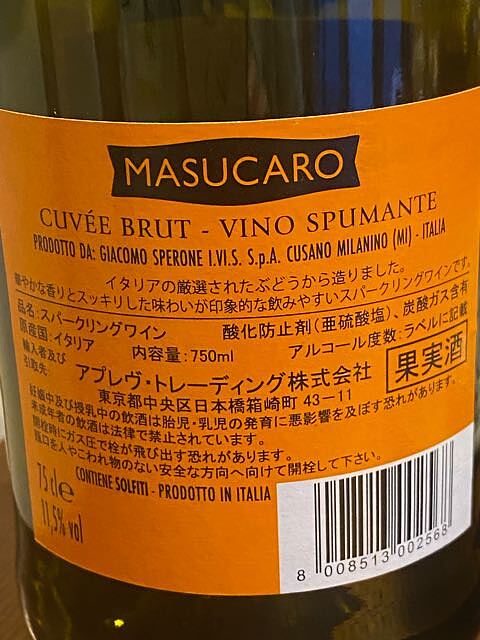 MASUCARO
CUVÉE BRUT - VINO SPUMANTE
PRODOTTO DA: GIACOMO SPERONE I.VI.S. S.p.A. CUSANO MILANINO (MI) - ITALIA
イタリアの厳選されたぶどうから造りました。
華やかな香りとスッキリした味わいが印象的な飲みやすいスパークリングワインです。
品名:スパークリングワイン 酸化防止剤(亜硫酸塩)、炭酸ガス含有
原産国:イタリア 内容量:750ml アルコール度数:ラベルに記載
輸入者及び
引取先: アプレヴ・トレーディング株式会社 果実酒
東京都中央区日本橋箱崎町 43-11
妊娠中及び授乳中の飲酒は胎児・乳児の発育に悪影響を及ぼす恐れがあります。
未成年者の飲酒は法律で禁止されています。
開栓時にガス圧で栓が飛び出す恐れがあります。
瓶口を人やこわれ物のない安全な方向へ向けて開栓して下さい。
CONTIENE SOLFITI - PRODOTTO IN ITALIA
75 cl e
11,5% vol
8 008513 002568